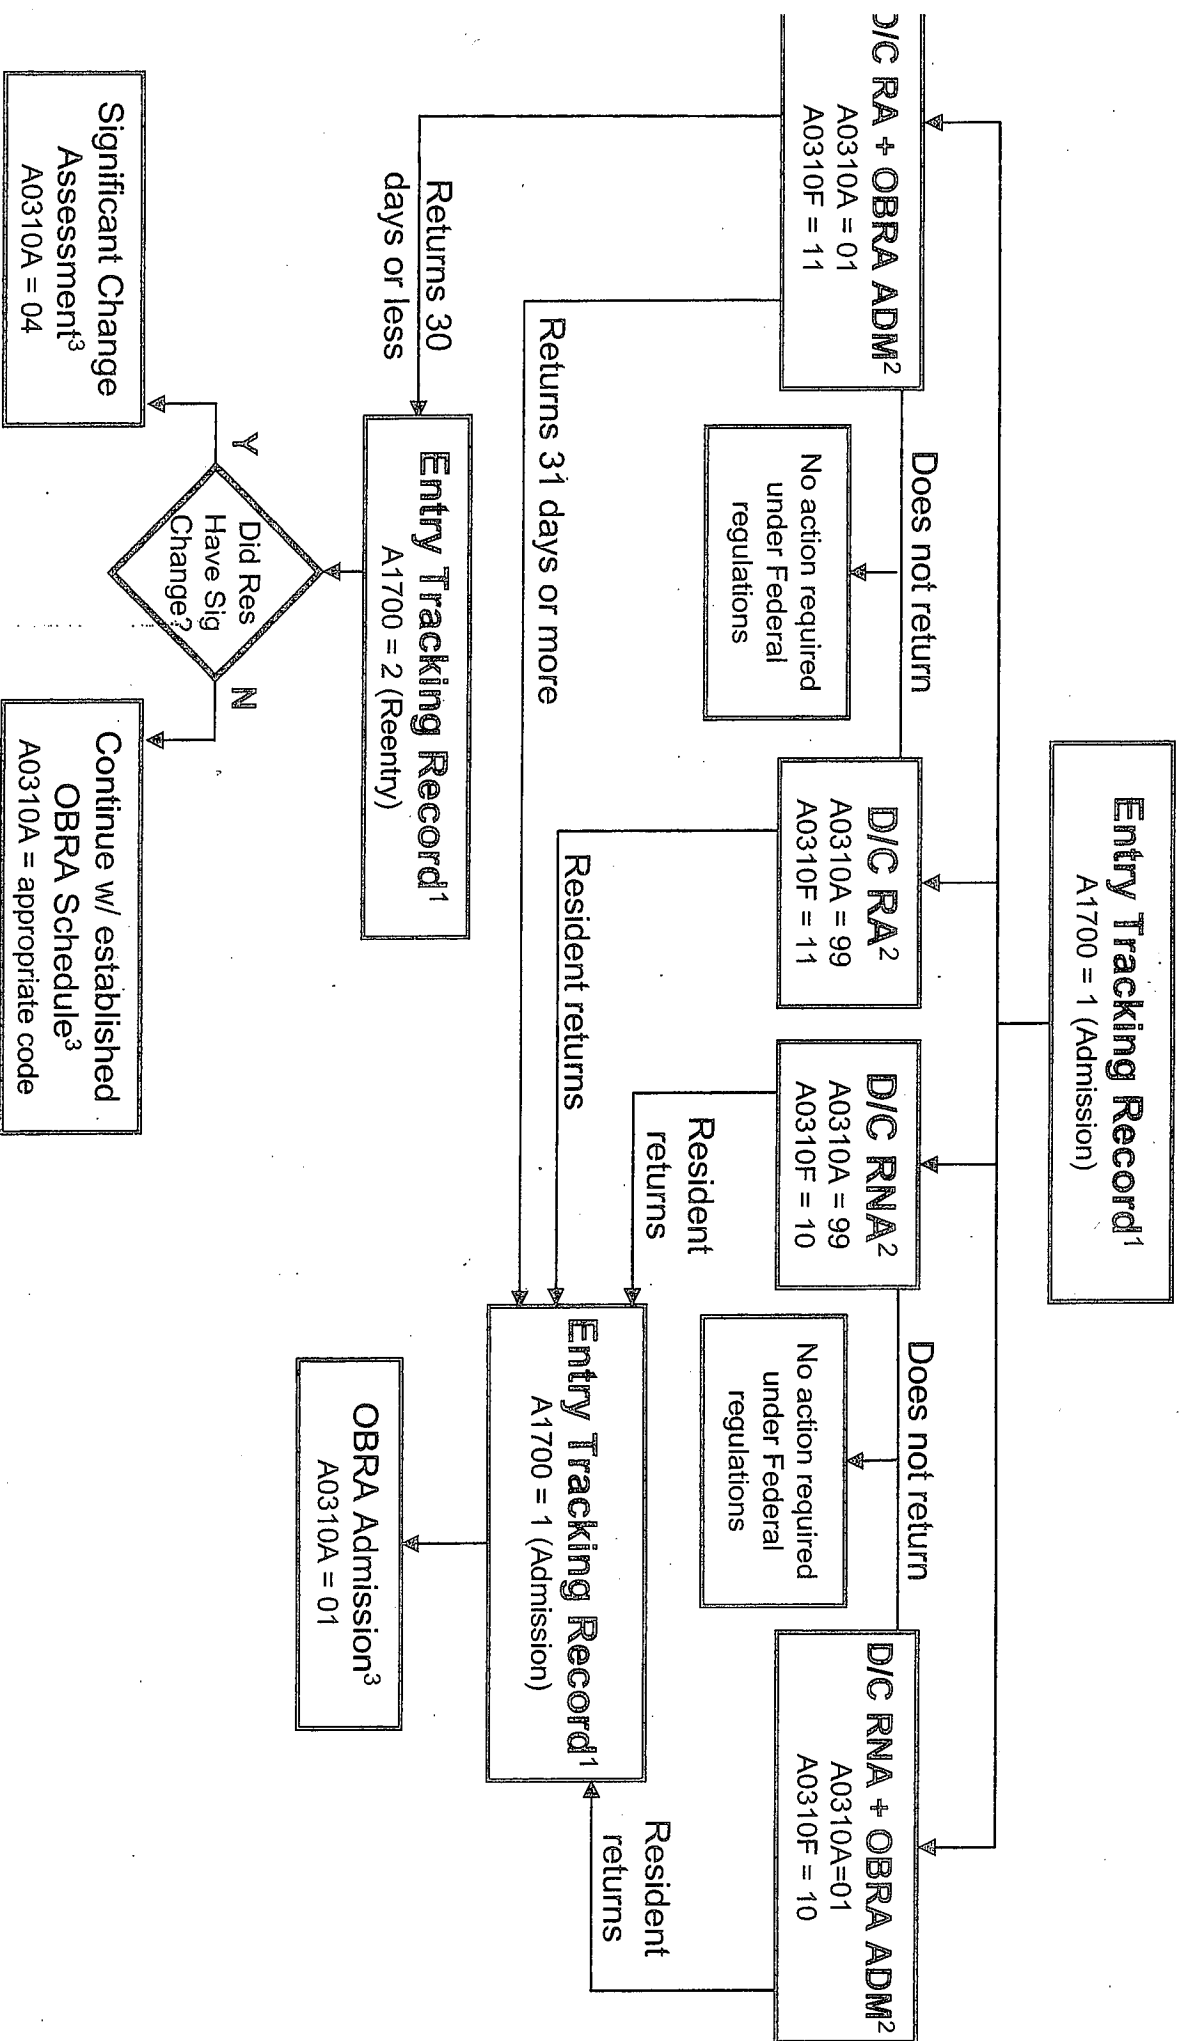 Entry Tracking Record1
A1700 = 1 (Admission)
D/C RA + OBRA ADM2
A0310A = 01
A0310F = 11
Does not return
No action required
under Federal
regulations
D/C RA2
A0310A = 99
A0310F = 11
D/C RNA2
A0310A = 99
A0310F = 10
Does not return
No action required
under Federal
regulations
D/C RNA + OBRA ADM2
A0310A=01
A0310F = 10
Resident
returns
Resident returns
Resident
returns
Returns 31 days or more
Returns 30
days or less
Entry Tracking Record1
A1700 = 2 (Reentry)
Entry Tracking Record1
A1700 = 1 (Admission)
Did Res
Have Sig
Change?
Y
N
OBRA Admission3
A0310A = 01
Significant Change
Assessment3
A0310A = 04
Continue w/ established
OBRA Schedule3
A0310A = appropriate code